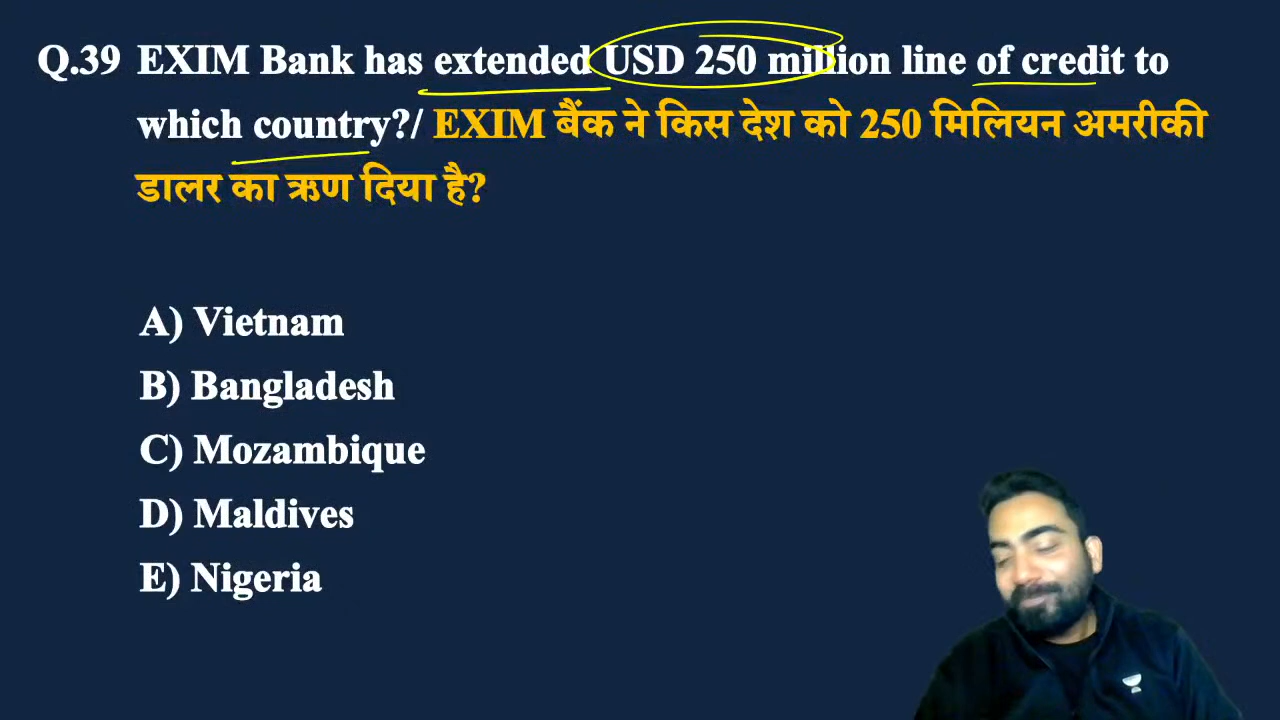 Q.39 EXIM Bank has extended USD 250 million line of credit to
which country?/ EXIM बैंक ने किस देश को 250 मिलियन अमरीकी
डालर का ऋण दिया है?
A) Vietnam
B) Bangladesh
C) Mozambique
D) Maldives
E) Nigeria